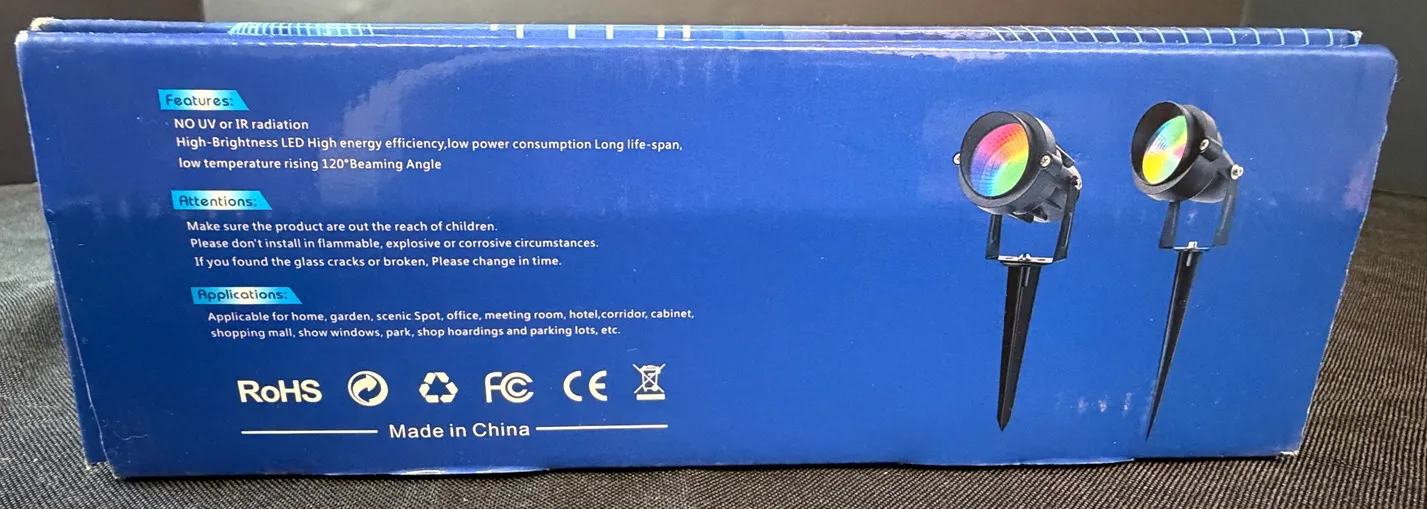 Features:
NO UV or IR radiation
High-Brightness LED High energy efficiency,low power consumption Long life-span,
low temperature rising 120°Beaming Angle
Attentions:
Make sure the product are out the reach of children.
Please don't install in flammable, explosive or corrosive circumstances.
If you found the glass cracks or broken, Please change in time.
Applications:
Applicable for home, garden, scenic Spot, office, meeting room, hotel,corridor, cabinet,
shopping mall, show windows, park, shop hoardings and parking lots, etc.
RoHS FC CE
Made in China